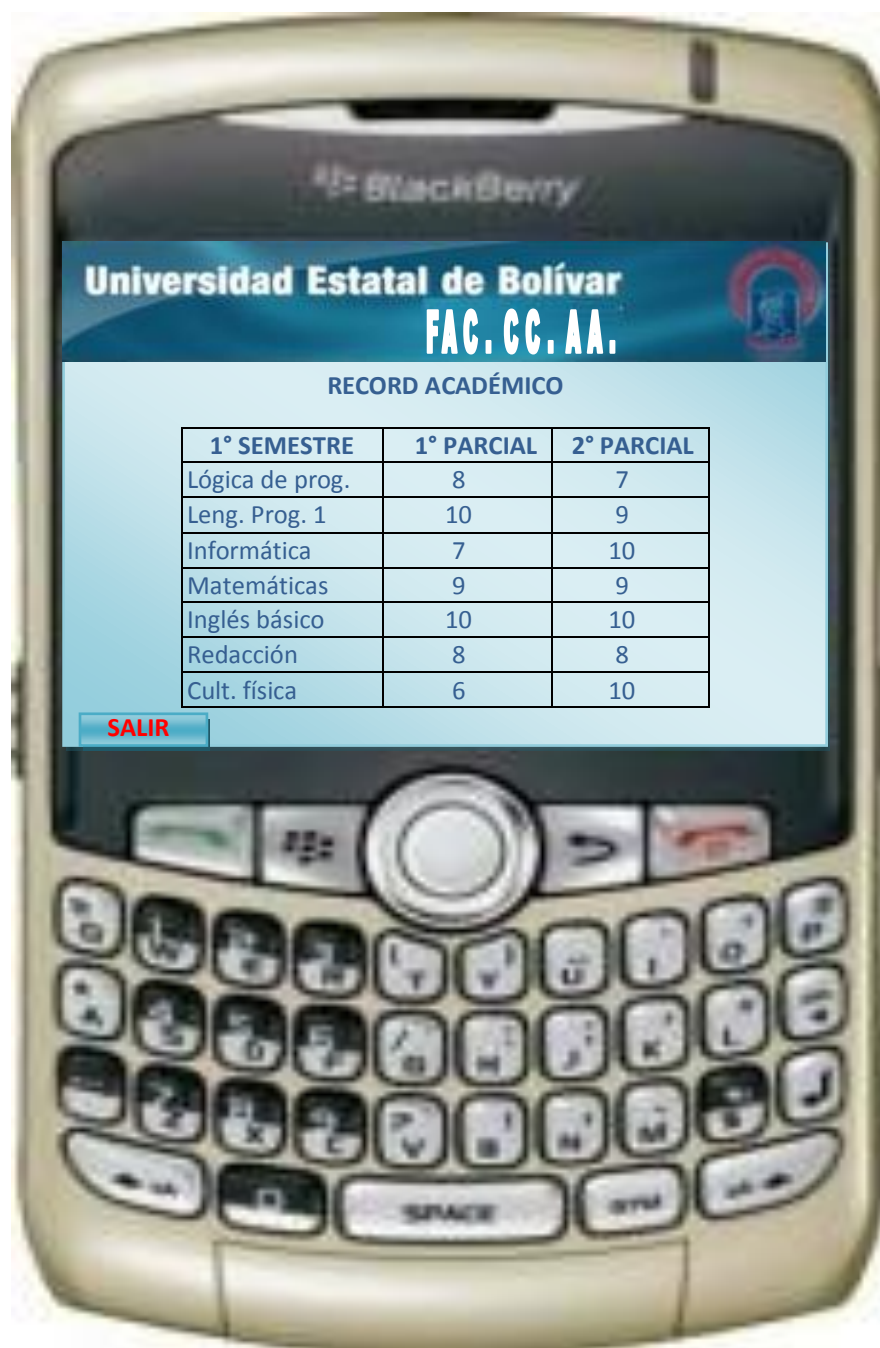 BlackBerry
Universidad Estatal de Bolívar
FAC. CC. AA.
RECORD ACADÉMICO
1° SEMESTRE 1° PARCIAL 2° PARCIAL
Lógica de prog. 8 7
Leng. Prog. 1 10 9
Informática 7 10
Matemáticas 9 9
Inglés básico 10 10
Redacción 8 8
Cult. física 6 10
SALIR
Q W E R T Y U I O P
A S D F G H J K L
Z X C V B N M $
SPACE SYM